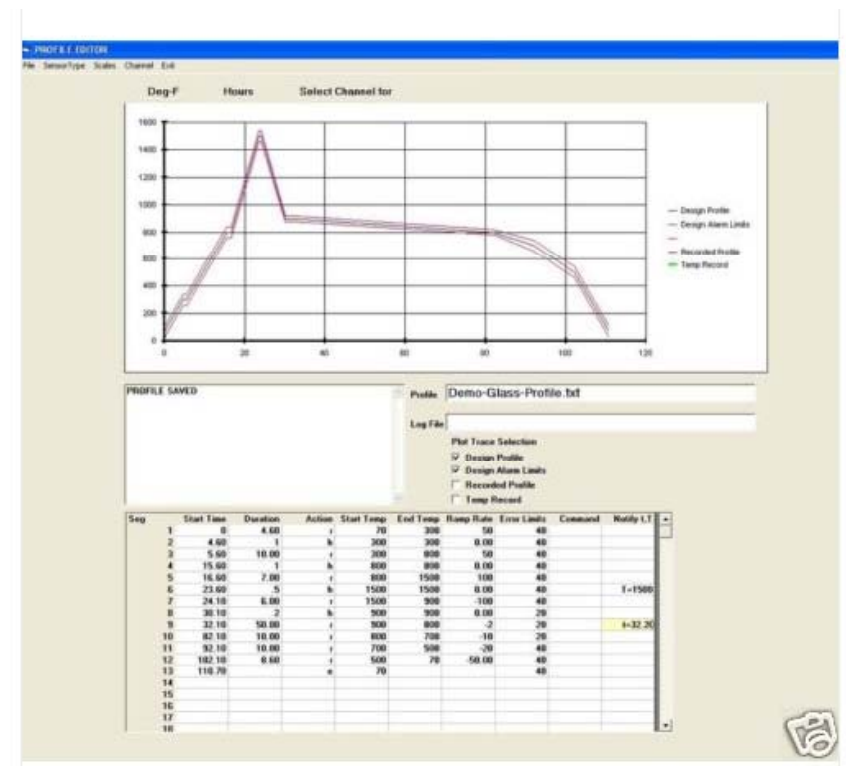 PROFILE EDITOR
File SensorType Scales Channel Exit
Deg-F Hours Select Channel for
1600
1400
1200
1000
800
600
400
200
0
0 20 40 60 80 100 120
Design Profile
Design Alarm Limits
Recorded Profile
Temp Record
PROFILE SAVED
Profile Demo-Glass-Profile.txt
Log File
Plot Trace Selection
Design Profile
Design Alarm Limits
Recorded Profile
Temp Record
Seg Start Time Duration Action Start Temp End Temp Ramp Rate Error Limits Command Notify t,T
1 0 4.60 r 70 300 50 40
2 4.60 1 h 300 300 0.00 40
3 5.60 10.00 r 300 800 50 40
4 15.60 1 h 800 800 0.00 40
5 16.60 7.00 r 800 1500 100 40
6 23.60 .5 h 1500 1500 0.00 40 T=1500
7 24.10 6.00 r 1500 900 -100 40
8 30.10 2 h 900 900 0.00 20
9 32.10 50.00 r 900 800 -2 20 t=32.20
10 82.10 10.00 r 800 700 -10 20
11 92.10 10.00 r 700 500 -20 40
12 102.10 8.60 r 500 70 -50.00 40
13 110.70 e 70 40
14
15
16
17
18